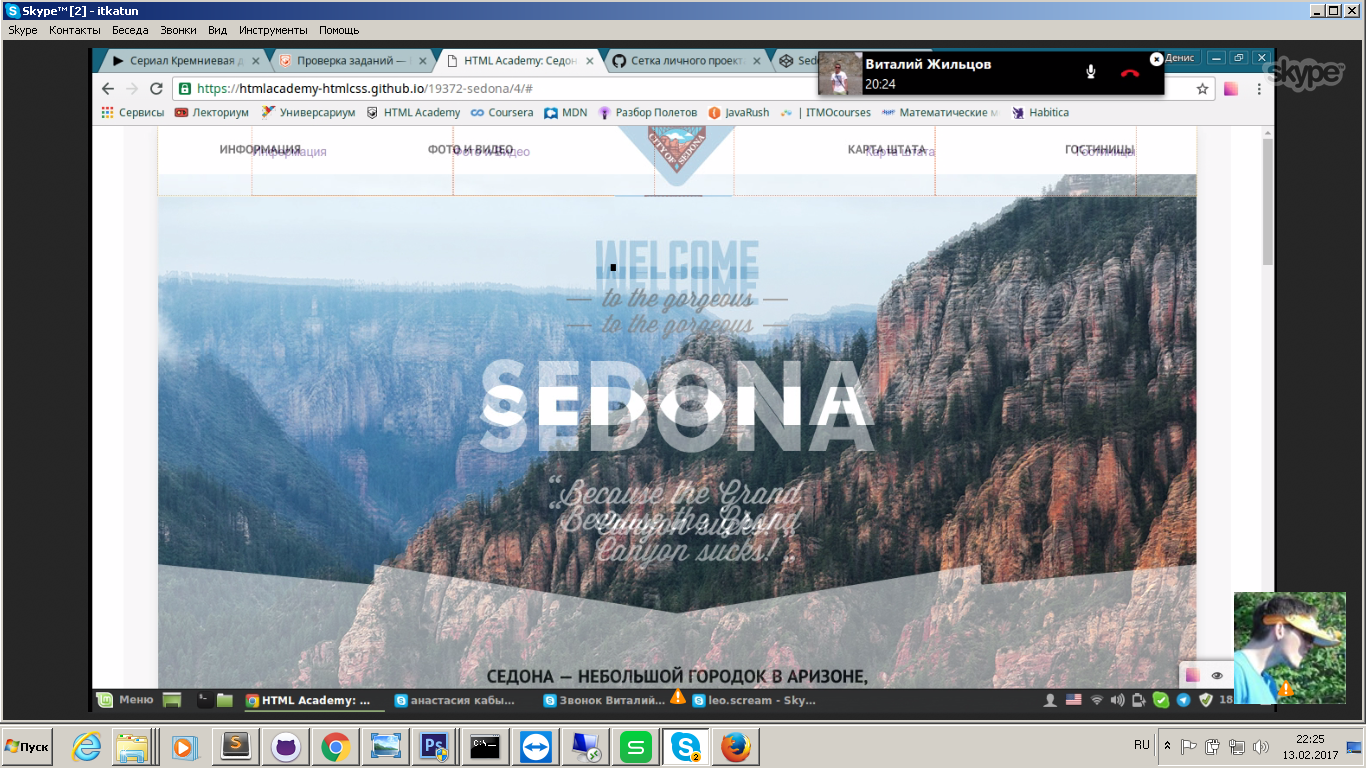 Skype™ [2] - itkatun
Skype Контакты Беседа Звонки Вид Инструменты Помощь
Сериал Кремниевая д
Проверка заданий —
HTML Academy: Седон
Сетка личного проект
Sed
Денис
Виталий Жильцов
20:24
skype
https://htmlacademy-htmlcss.github.io/19372-sedona/4/#
Сервисы Лекториум Универсариум HTML Academy Coursera MDN Разбор Полетов JavaRush | ITMOcourses Математические м Habitica
ИНФОРМАЦИЯ ФОТО И ВИДЕО КАРТА ШТАТА ГОСТИНИЦЫ
Информация Фото и Видео Карта штата Гостиницы
CITY OF SEDONA
WELCOME
WELCOME
to the gorgeous
to the gorgeous
SEDONA
SEDONA
“Because the Grand
“Because the Grand
Canyon sucks! „
Canyon sucks! „
СЕДОНА — НЕБОЛЬШОЙ ГОРОДОК В АРИЗОНЕ,
Меню
HTML Academy: ...
анастасия кабы...
Звонок Виталий...
leo.scream - Sky...
18
Пуск
RU
22:25
13.02.2017